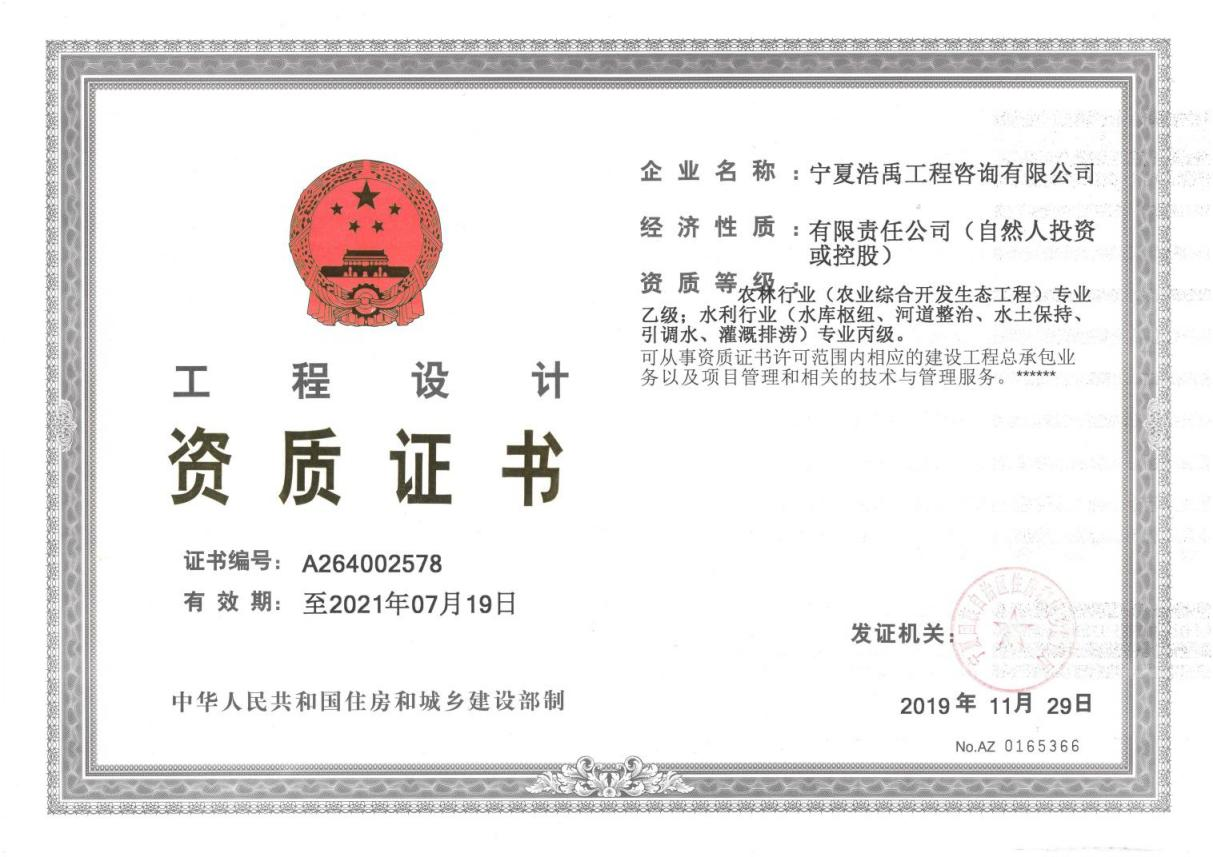 工程设计
资质证书
证书编号： A264002578
有效期： 至2021年07月19日
中华人民共和国住房和城乡建设部制
企业名称：宁夏浩禹工程咨询有限公司
经济性质：有限责任公司（自然人投资
或控股）
资质等级：
农林行业（农业综合开发生态工程）专业
乙级；水利行业（水库枢纽、河道整治、水土保持、
引调水、灌溉排涝）专业丙级。
可从事资质证书许可范围内相应的建设工程总承包业
务以及项目管理和相关的技术与管理服务。******
发证机关：
2019年 11月 29日
No.AZ 0165366